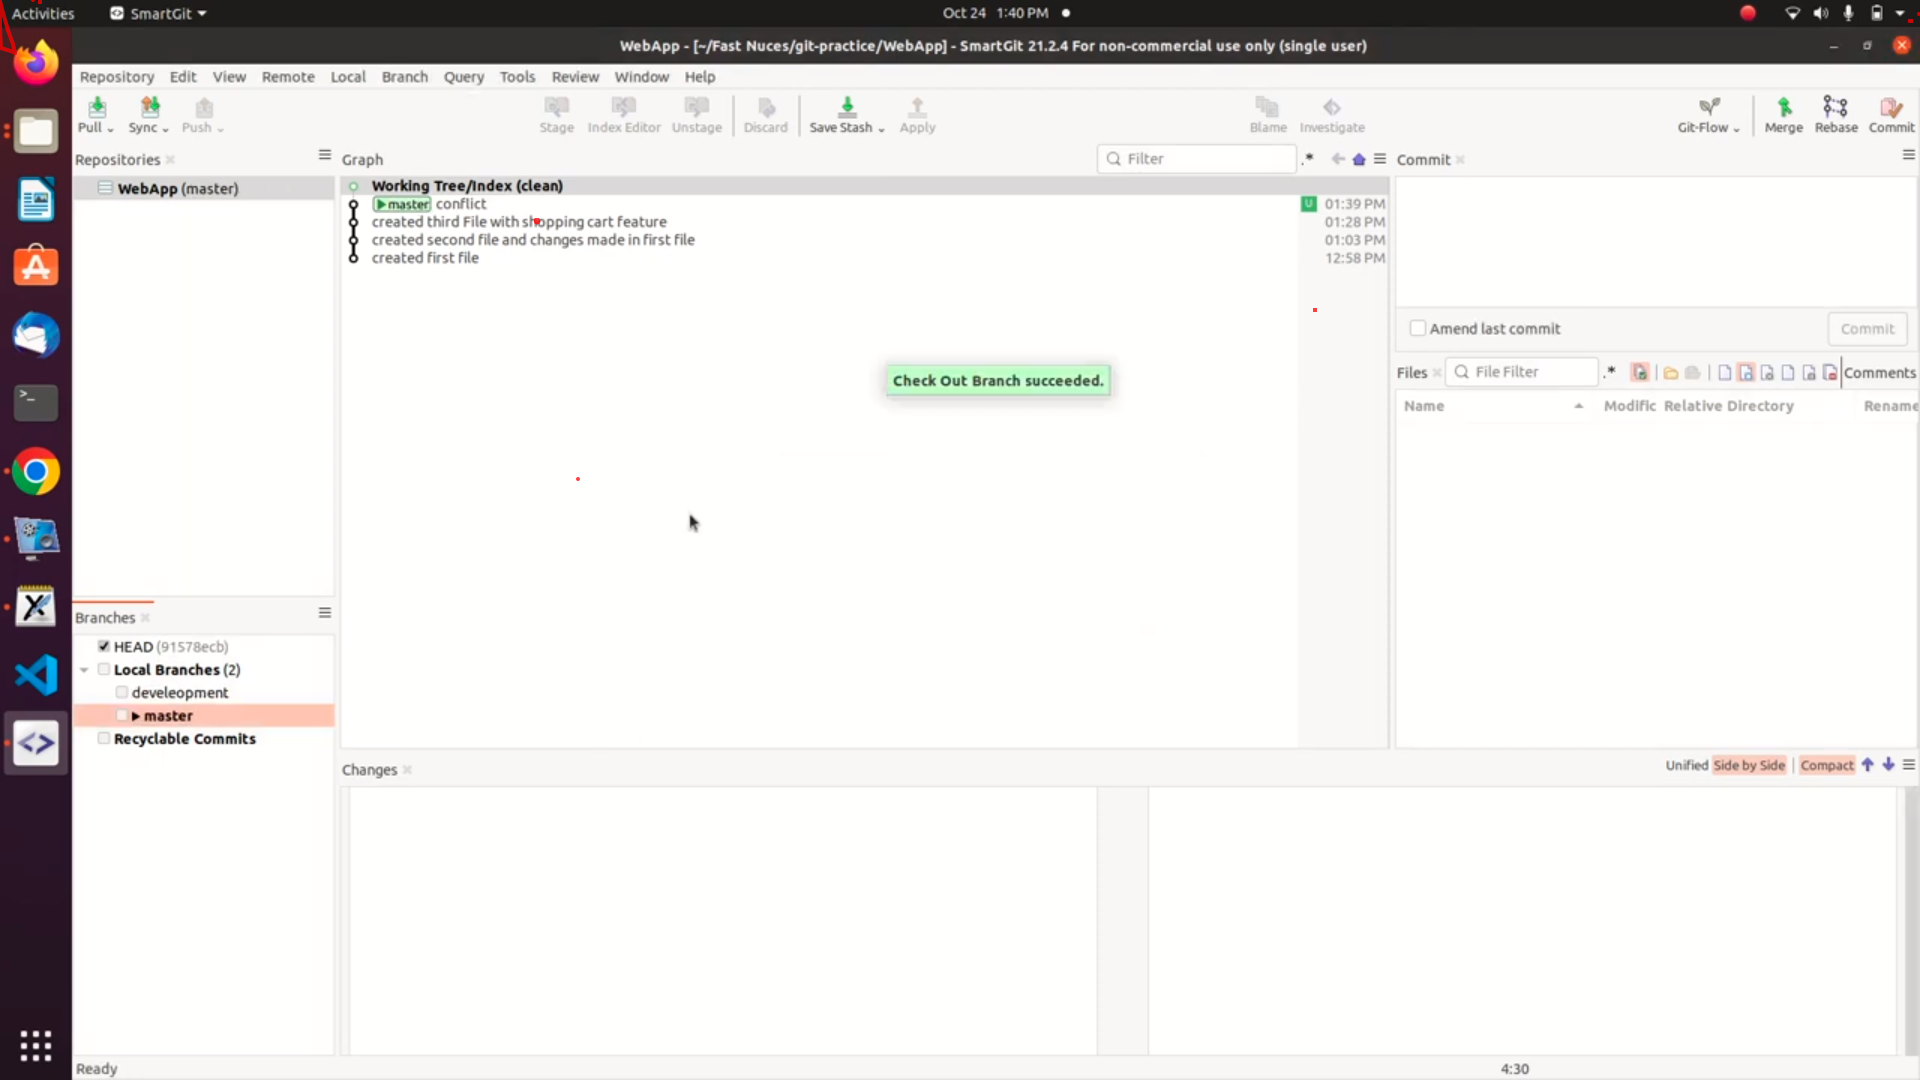 Activities SmartGit Oct 24 1:40 PM
WebApp - [~/Fast Nuces/git-practice/WebApp] - SmartGit 21.2.4 For non-commercial use only (single user)
Repository Edit View Remote Local Branch Query Tools Review Window Help
Pull Sync Push Stage Index Editor Unstage Discard Save Stash Apply Blame Investigate Git-Flow Merge Rebase Commit
Repositories
WebApp (master)
Graph Filter .*
Working Tree/Index (clean)
master conflict U 01:39 PM
created third File with shopping cart feature 01:28 PM
created second file and changes made in first file 01:03 PM
created first file 12:58 PM
Check Out Branch succeeded.
Commit
Amend last commit Commit
Files File Filter .* Comments
Name Modific Relative Directory Rename
Branches
HEAD (91578ecb)
Local Branches (2)
develeopment
master
Recyclable Commits
Changes Unified Side by Side Compact
Ready 4:30